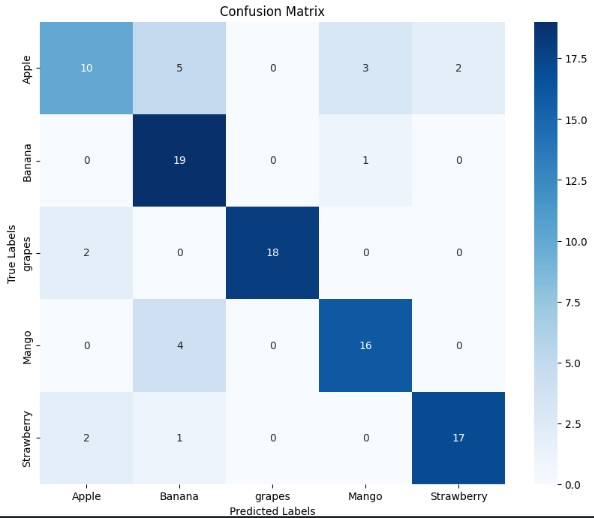 Confusion Matrix
Apple 10 5 0 3 2
Banana 0 19 0 1 0
grapes 2 0 18 0 0
Mango 0 4 0 16 0
Strawberry 2 1 0 0 17
True Labels
Apple Banana grapes Mango Strawberry
Predicted Labels
17.5
15.0
12.5
10.0
7.5
5.0
2.5
0.0